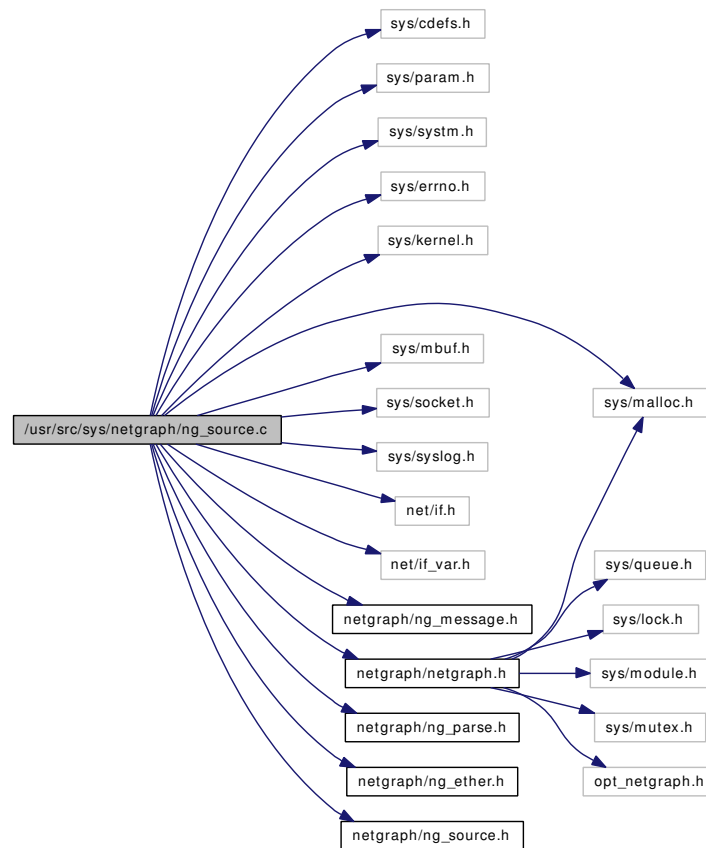 sys/cdefs.h
sys/param.h
sys/systm.h
sys/errno.h
sys/kernel.h
sys/mbuf.h
sys/malloc.h
sys/socket.h
/usr/src/sys/netgraph/ng_source.c
sys/syslog.h
net/if.h
net/if_var.h
sys/queue.h
netgraph/ng_message.h
sys/lock.h
netgraph/netgraph.h
sys/module.h
netgraph/ng_parse.h
sys/mutex.h
netgraph/ng_ether.h
opt_netgraph.h
netgraph/ng_source.h